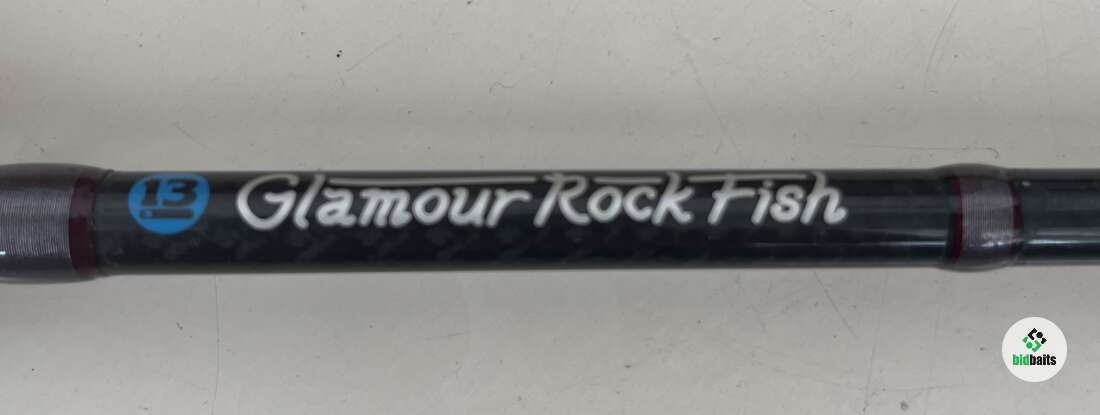 13 Glamour Rock Fish
bidbaits